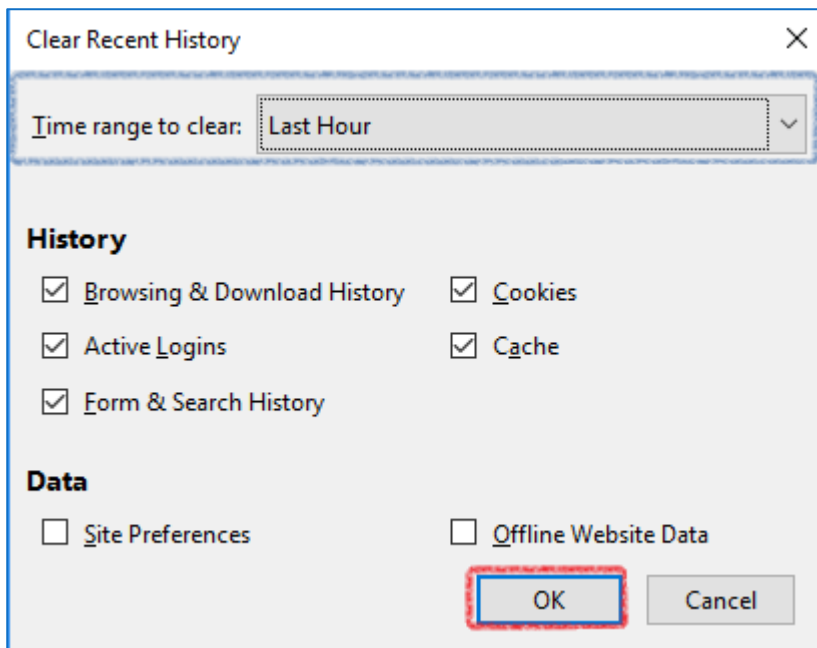 Clear Recent History
Time range to clear: Last Hour
History
Browsing & Download History
Cookies
Active Logins
Cache
Form & Search History
Data
Site Preferences
Offline Website Data
OK
Cancel